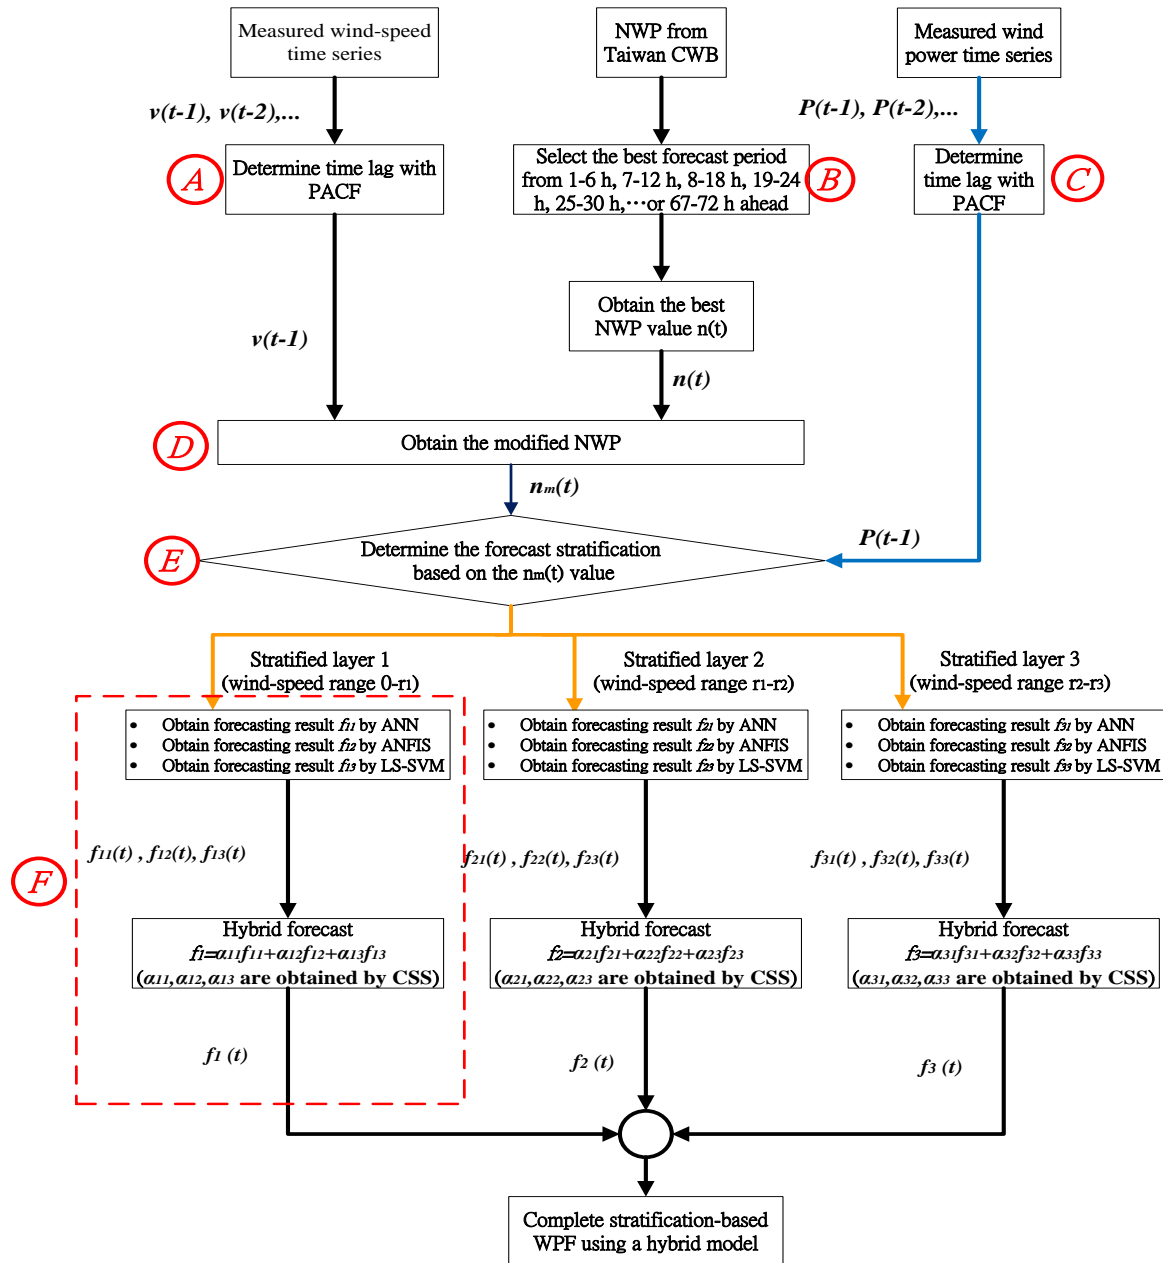 Measured wind-speed
time series
NWP from
Taiwan CWB
Measured wind
power time series
v(t-1), v(t-2),...
P(t-1), P(t-2),...
A
Determine time lag with
PACF
Select the best forecast period
from 1-6 h, 7-12 h, 8-18 h, 19-24
h, 25-30 h,⋯or 67-72 h ahead
B
Determine
time lag with
PACF
C
Obtain the best
NWP value n(t)
v(t-1)
n(t)
D
Obtain the modified NWP
nm(t)
E
Determine the forecast stratification
based on the nm(t) value
P(t-1)
Stratified layer 1
(wind-speed range 0-r1)
Stratified layer 2
(wind-speed range r1-r2)
Stratified layer 3
(wind-speed range r2-r3)
• Obtain forecasting result f11 by ANN
• Obtain forecasting result f12 by ANFIS
• Obtain forecasting result f13 by LS-SVM
• Obtain forecasting result f21 by ANN
• Obtain forecasting result f22 by ANFIS
• Obtain forecasting result f23 by LS-SVM
• Obtain forecasting result f31 by ANN
• Obtain forecasting result f32 by ANFIS
• Obtain forecasting result f33 by LS-SVM
f11(t) , f12(t), f13(t)
f21(t) , f22(t), f23(t)
f31(t) , f32(t), f33(t)
F
Hybrid forecast
f1=α11f11+α12f12+α13f13
(α11,α12,α13 are obtained by CSS)
Hybrid forecast
f2=α21f21+α22f22+α23f23
(α21,α22,α23 are obtained by CSS)
Hybrid forecast
f3=α31f31+α32f32+α33f33
(α31,α32,α33 are obtained by CSS)
f1 (t)
f2 (t)
f3 (t)
Complete stratification-based
WPF using a hybrid model